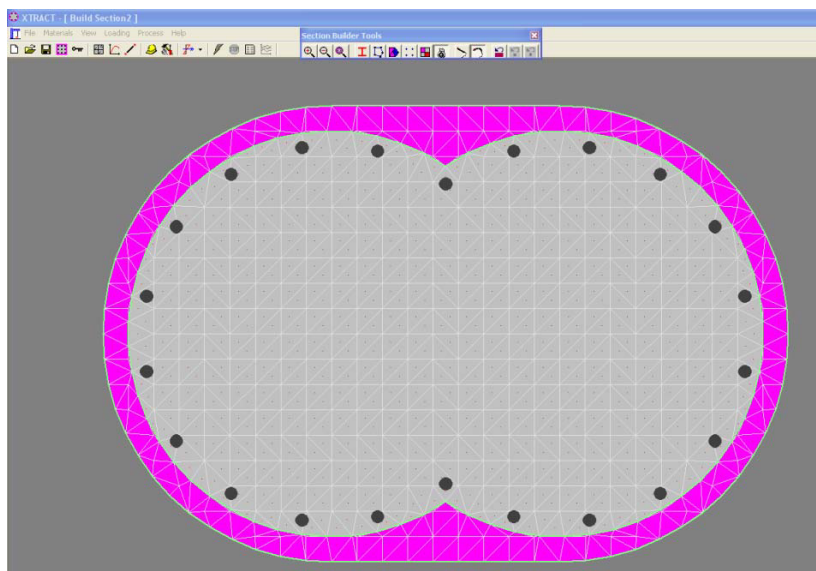 XTRACT - [ Build Section2 ]
File Materials View Loading Process Help
Section Builder Tools